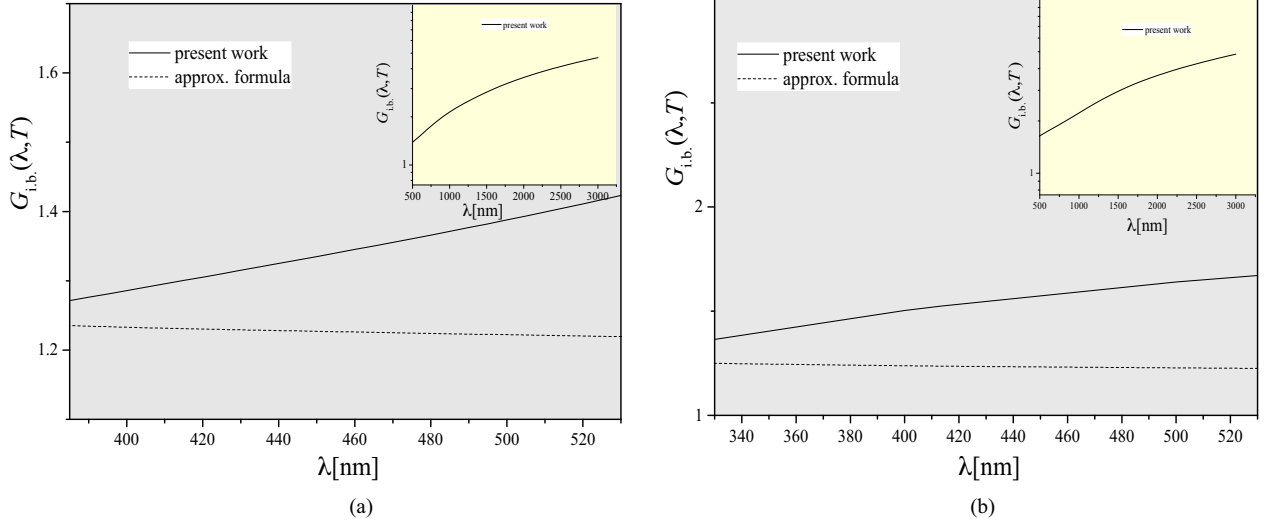 present work
approx. formula
1.6
1.4
1.2
G_{i.b.}(λ,T)
400 420 440 460 480 500 520
λ[nm]
(a)
present work
G_{i.b.}(λ,T)
1
500 1000 1500 2000 2500 3000
λ[nm]
present work
approx. formula
2
1
G_{i.b.}(λ,T)
340 360 380 400 420 440 460 480 500 520
λ[nm]
(b)
present work
G_{i.b.}(λ,T)
1
500 1000 1500 2000 2500 3000
λ[nm]